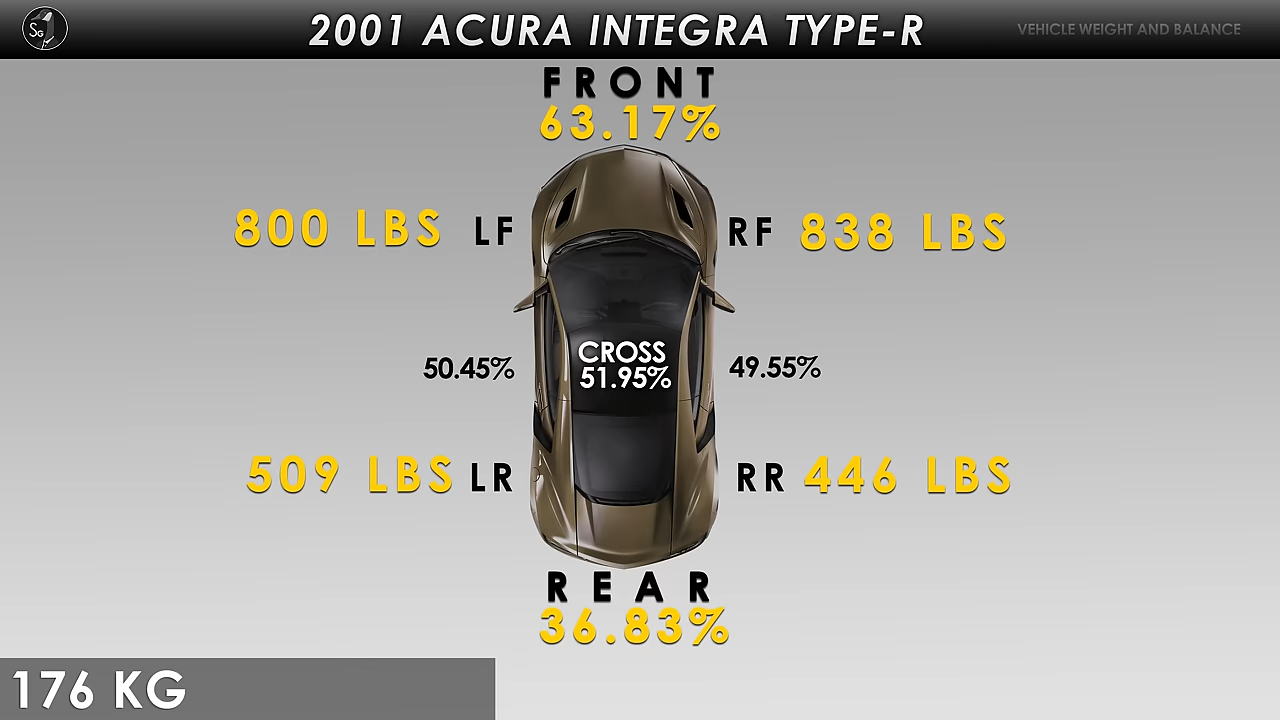 SG
2001 ACURA INTEGRA TYPE-R
VEHICLE WEIGHT AND BALANCE
FRONT
63.17%
800 LBS LF
RF 838 LBS
50.45%
CROSS
51.95%
49.55%
509 LBS LR
RR 446 LBS
REAR
36.83%
176 KG